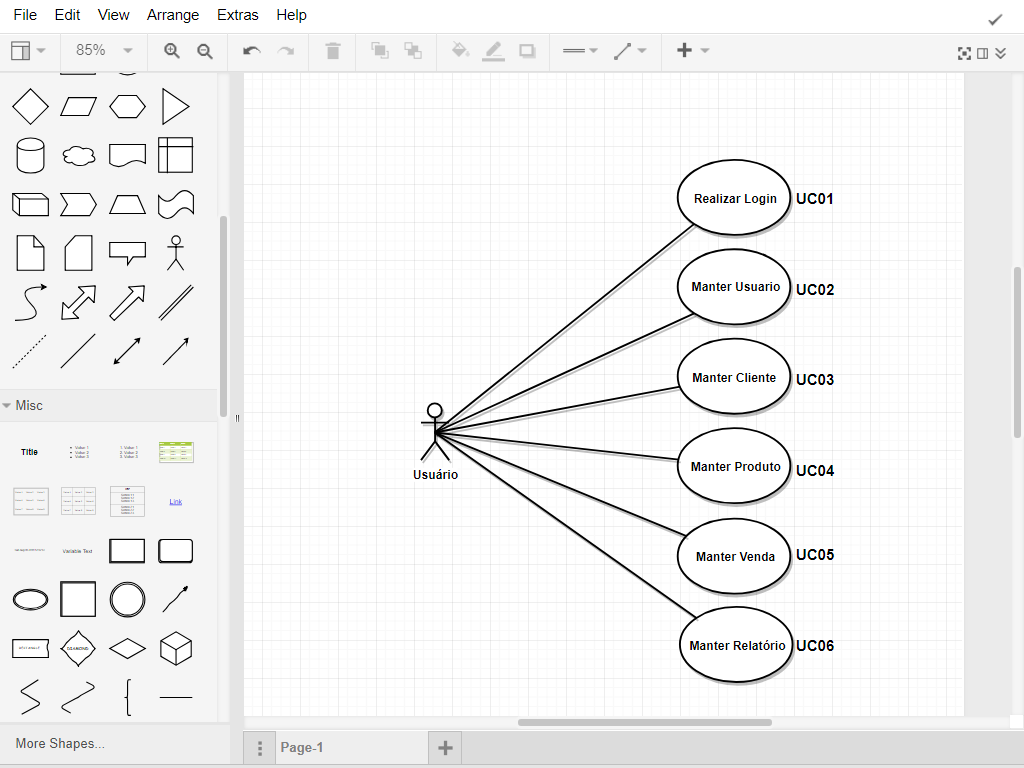 File Edit View Arrange Extras Help
85%
Realizar Login UC01
Manter Usuario UC02
Manter Cliente UC03
Manter Produto UC04
Manter Venda UC05
Manter Relatório UC06
Usuário
Misc
Title
Link
Variable Text
DIAMOND
More Shapes...
Page-1